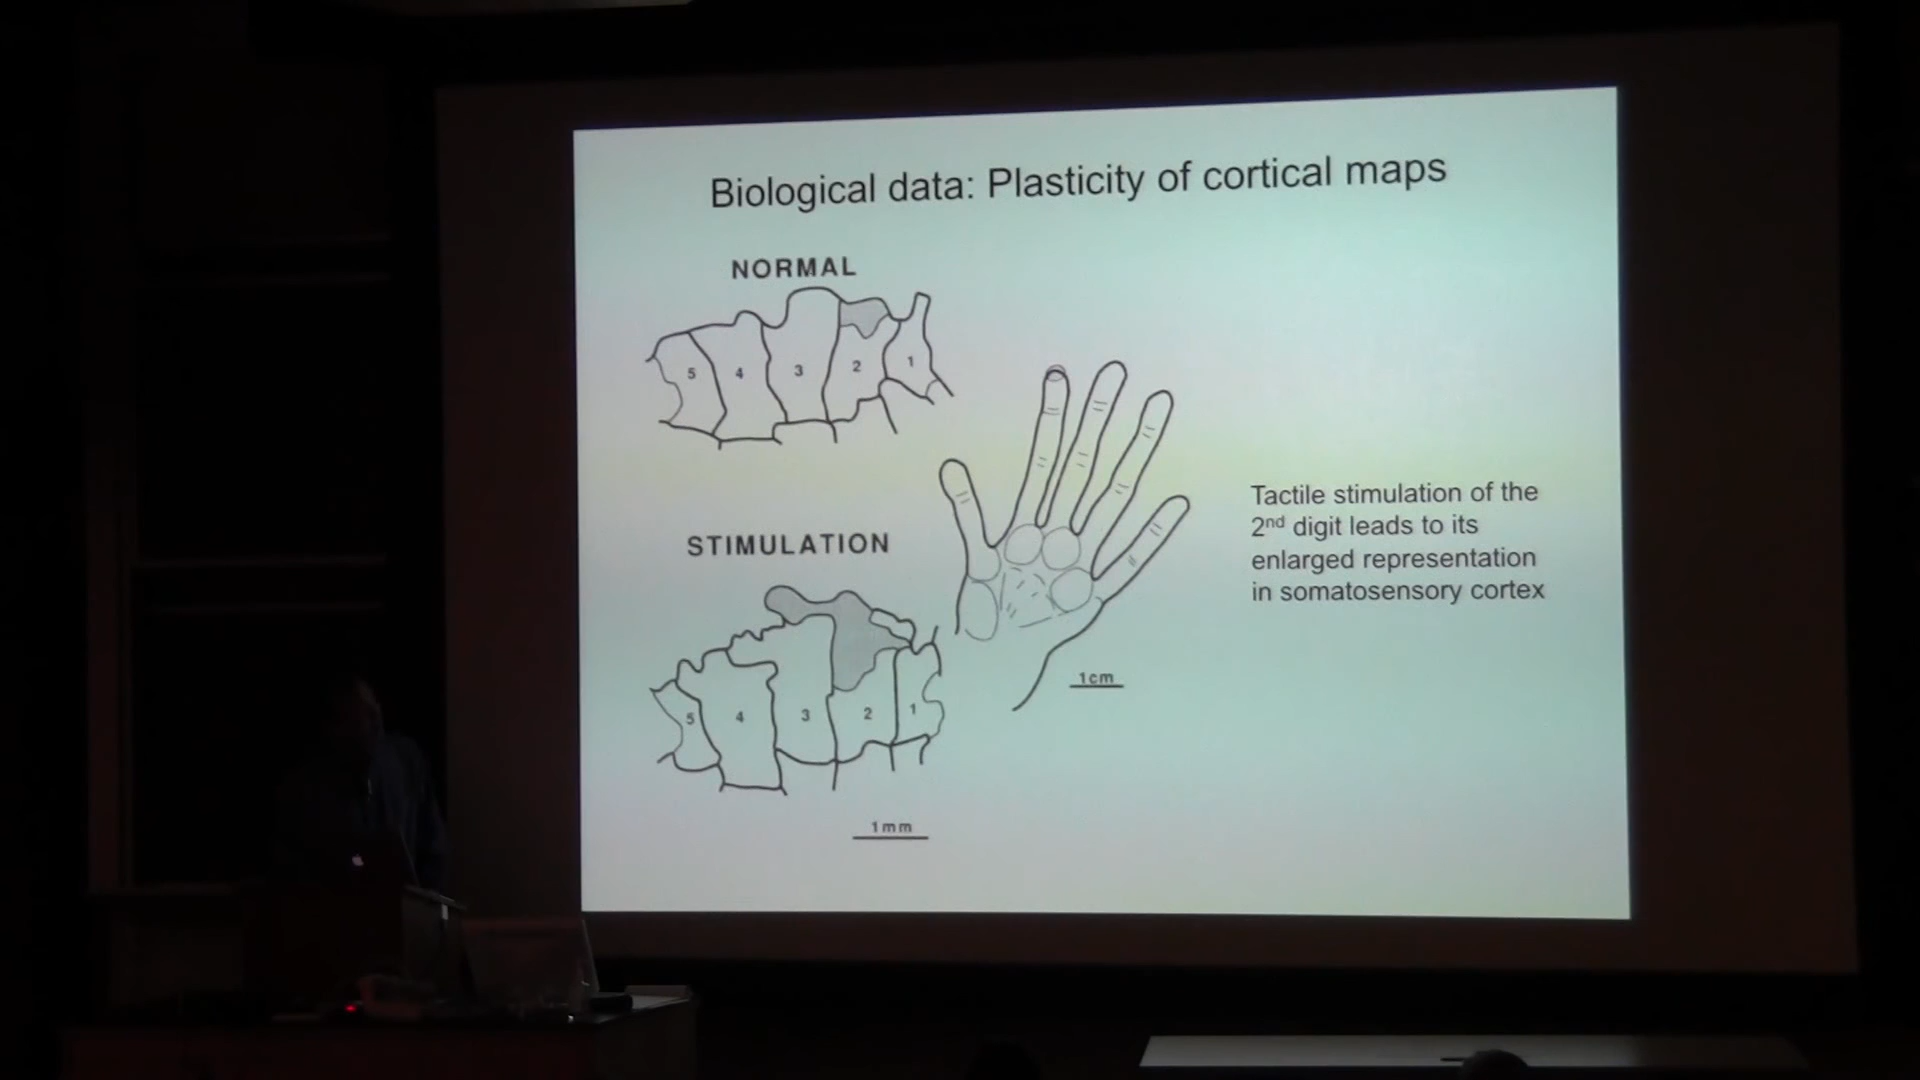 Biological data: Plasticity of cortical maps
NORMAL
5 4 3 2 1
STIMULATION
5 4 3 2 1
1mm
1cm
Tactile stimulation of the
2nd digit leads to its
enlarged representation
in somatosensory cortex